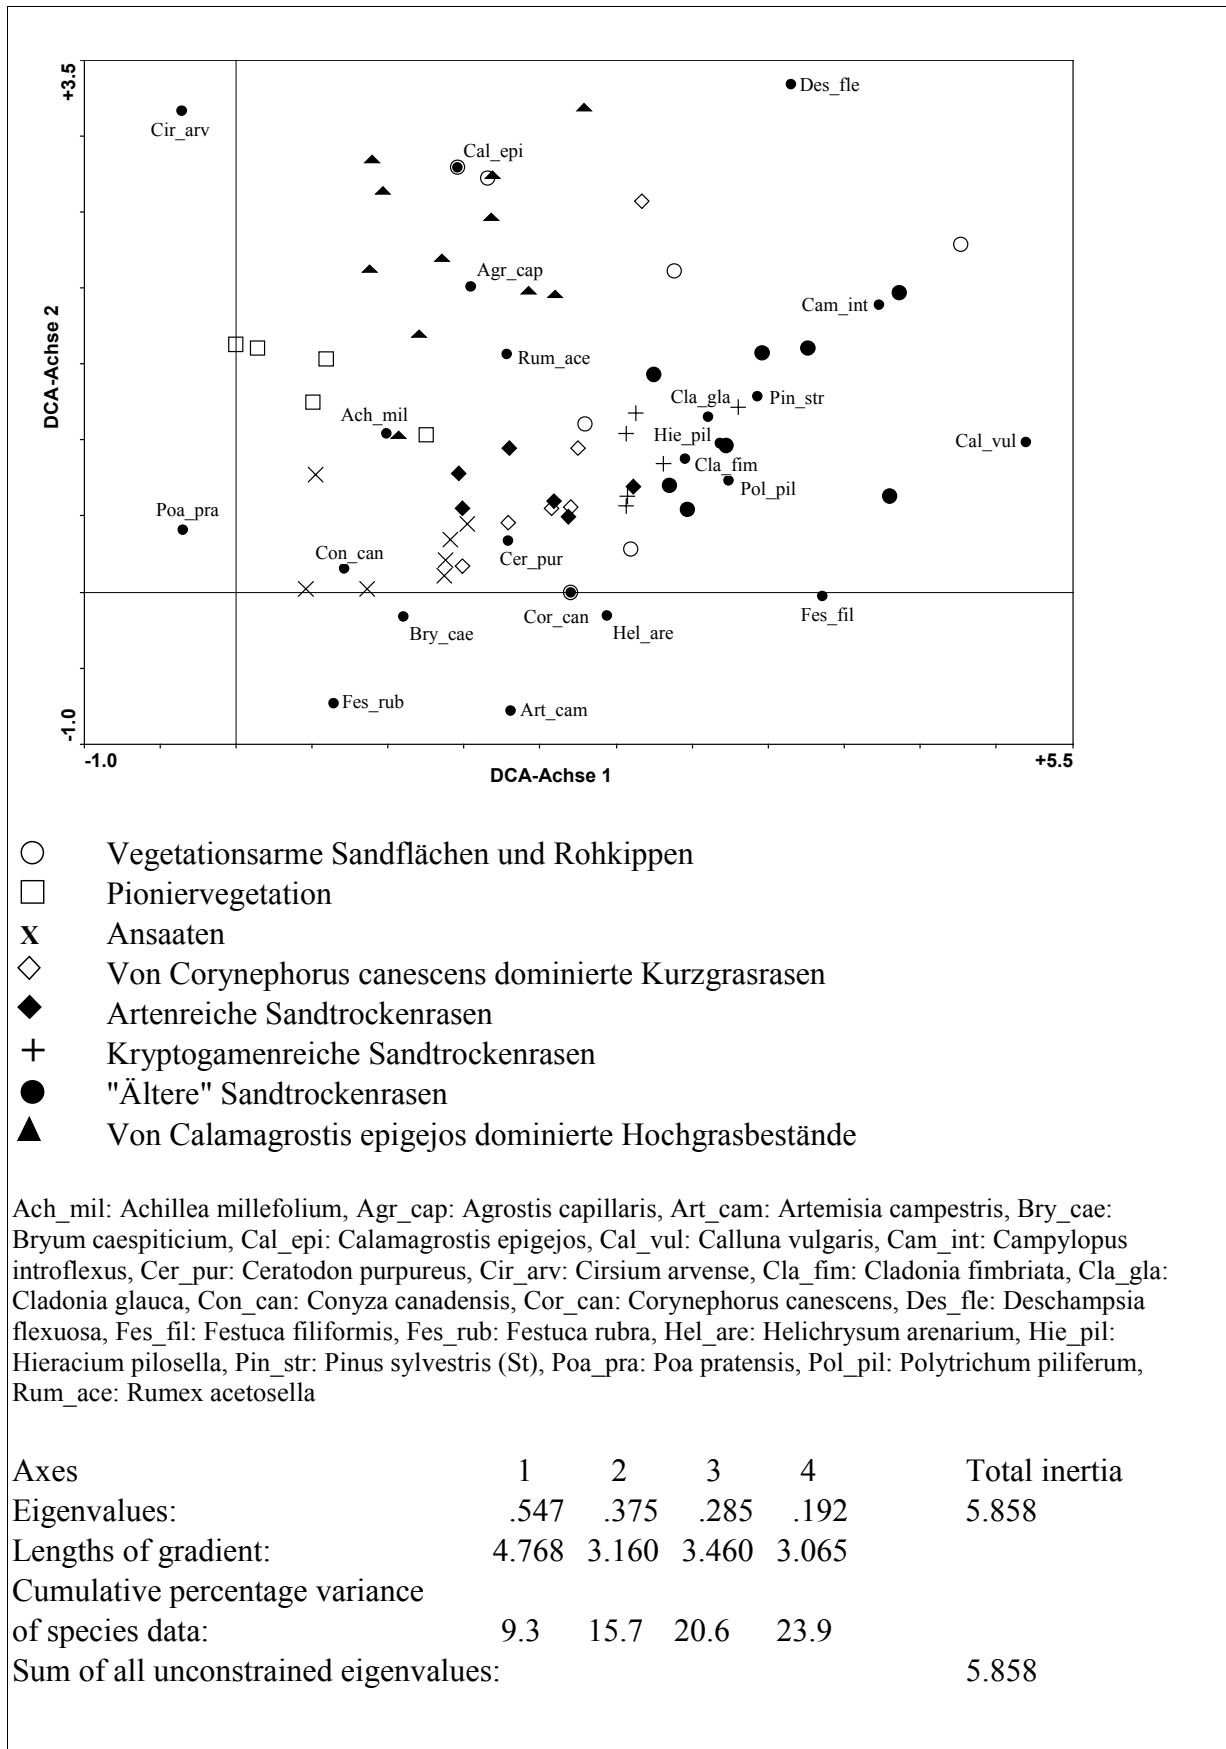 +3.5
Des_fle
Cir_arv
Cal_epi
Agr_cap
Cam_int
DCA-Achse 2
Rum_ace
Cla_gla
Pin_str
Ach_mil
Hie_pil
Cal_vul
Cla_fim
Pol_pil
Poa_pra
Con_can
Cer_pur
Cor_can
Fes_fil
Bry_cae
Hel_are
Fes_rub
Art_cam
-1.0
-1.0
DCA-Achse 1
+5.5
Vegetationsarme Sandflächen und Rohkippen
Pioniervegetation
x Ansaaten
Von Corynephorus canescens dominierte Kurzgrasrasen
Artenreiche Sandtrockenrasen
+ Kryptogamenreiche Sandtrockenrasen
"Ältere" Sandtrockenrasen
Von Calamagrostis epigejos dominierte Hochgrasbestände
Ach_mil: Achillea millefolium, Agr_cap: Agrostis capillaris, Art_cam: Artemisia campestris, Bry_cae:
Bryum caespiticium, Cal_epi: Calamagrostis epigejos, Cal_vul: Calluna vulgaris, Cam_int: Campylopus
introflexus, Cer_pur: Ceratodon purpureus, Cir_arv: Cirsium arvense, Cla_fim: Cladonia fimbriata, Cla_gla:
Cladonia glauca, Con_can: Conyza canadensis, Cor_can: Corynephorus canescens, Des_fle: Deschampsia
flexuosa, Fes_fil: Festuca filiformis, Fes_rub: Festuca rubra, Hel_are: Helichrysum arenarium, Hie_pil:
Hieracium pilosella, Pin_str: Pinus sylvestris (St), Poa_pra: Poa pratensis, Pol_pil: Polytrichum piliferum,
Rum_ace: Rumex acetosella
Axes 1 2 3 4 Total inertia
Eigenvalues: .547 .375 .285 .192 5.858
Lengths of gradient: 4.768 3.160 3.460 3.065
Cumulative percentage variance
of species data: 9.3 15.7 20.6 23.9
Sum of all unconstrained eigenvalues: 5.858